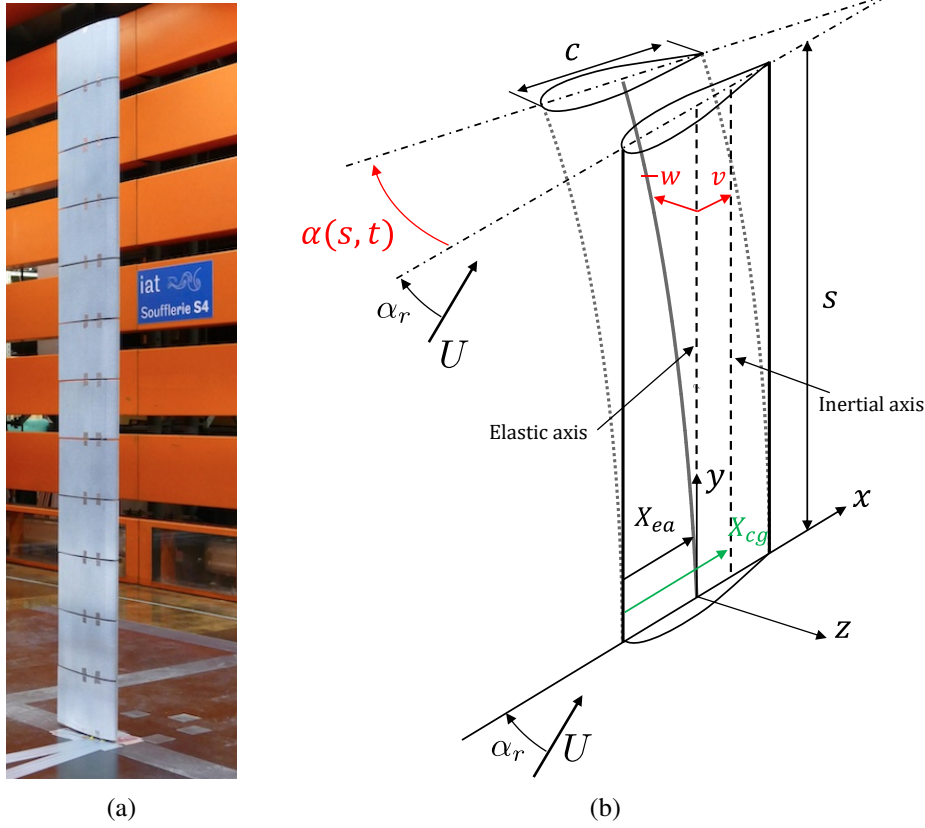 iat
Soufflerie S4
(a)
c
−w
v
α(s, t)
α_r
U
s
Elastic axis
Inertial axis
y
x
X_ea
X_cg
z
α_r
U
(b)